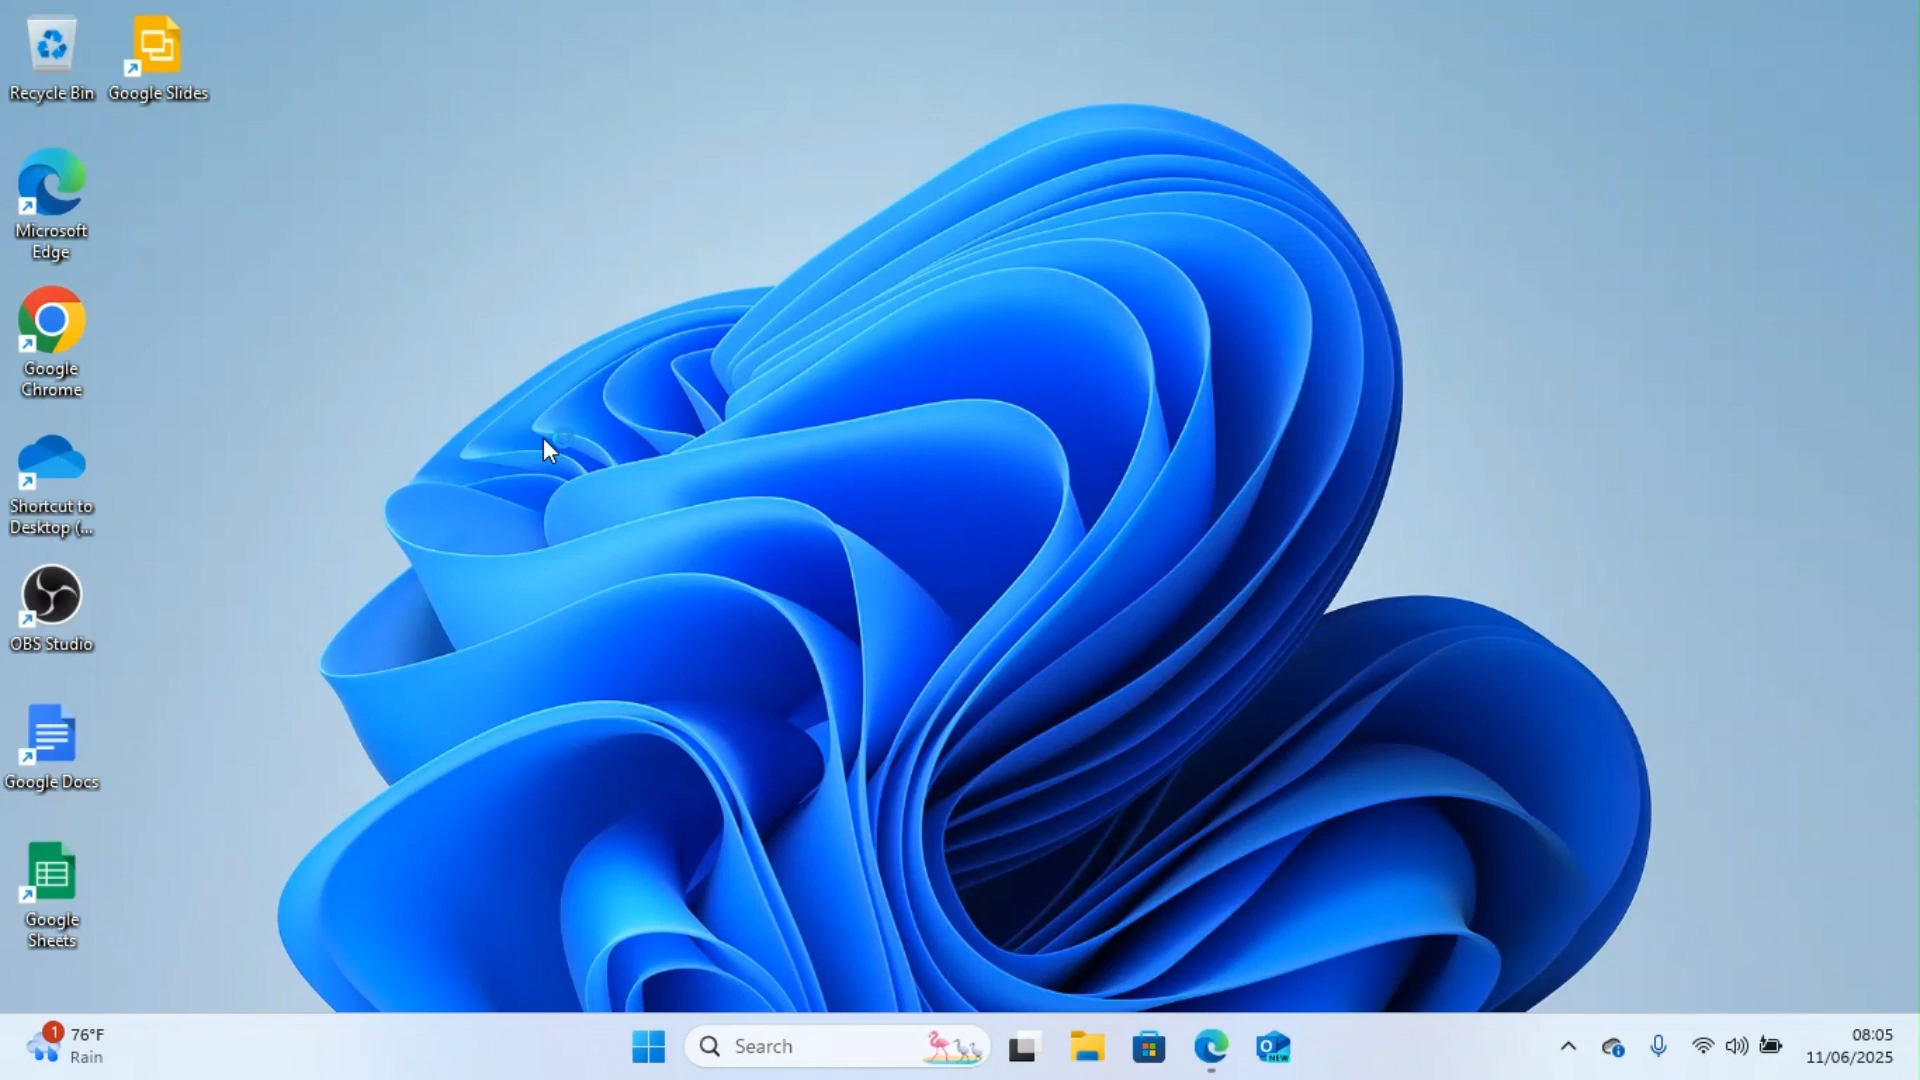 Recycle Bin
Google Slides
Microsoft
Edge
Google
Chrome
Shortcut to
Desktop (...
OBS Studio
Google Docs
Google
Sheets
1
76°F
Rain
Search
O
NEW
08:05
11/06/2025